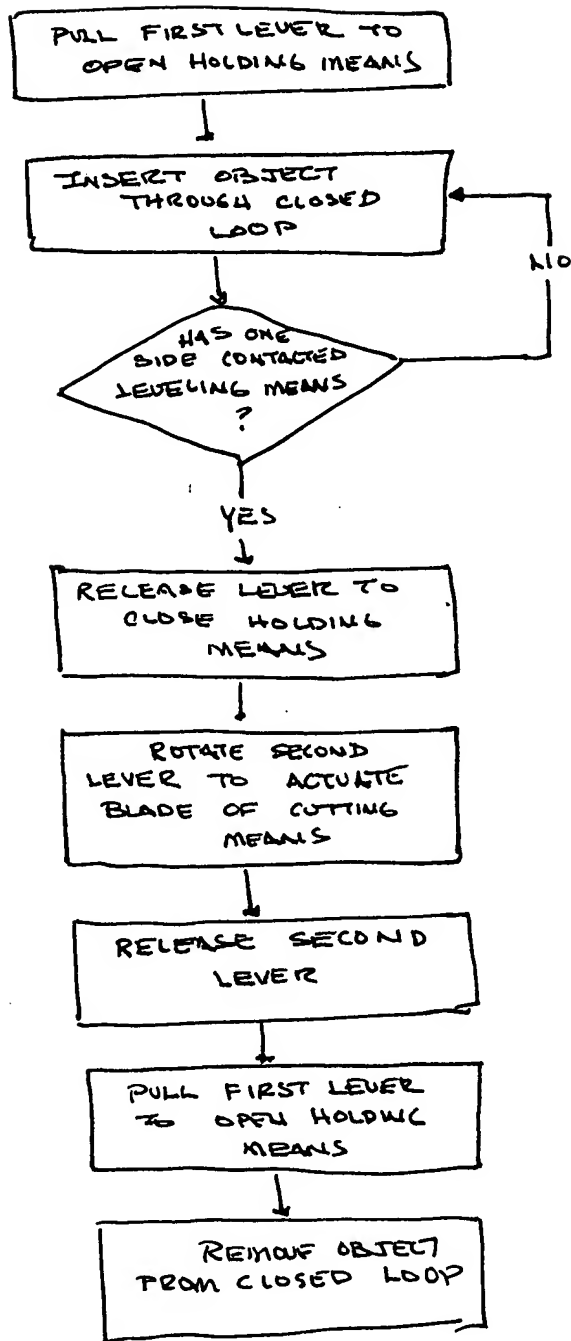 PULL FIRST LEVER TO
OPEN HOLDING MEANS
INSERT OBJECT
THROUGH CLOSED
LOOP
NO
HAS ONE
SIDE CONTACTED
LEVELING MEANS
?
YES
RELEASE LEVER TO
CLOSE HOLDING
MEANS
ROTATE SECOND
LEVER TO ACTUATE
BLADE OF CUTTING
MEANS
RELEASE SECOND
LEVER
PULL FIRST LEVER
TO OPEN HOLDING
MEANS
REMOVE OBJECT
FROM CLOSED LOOP